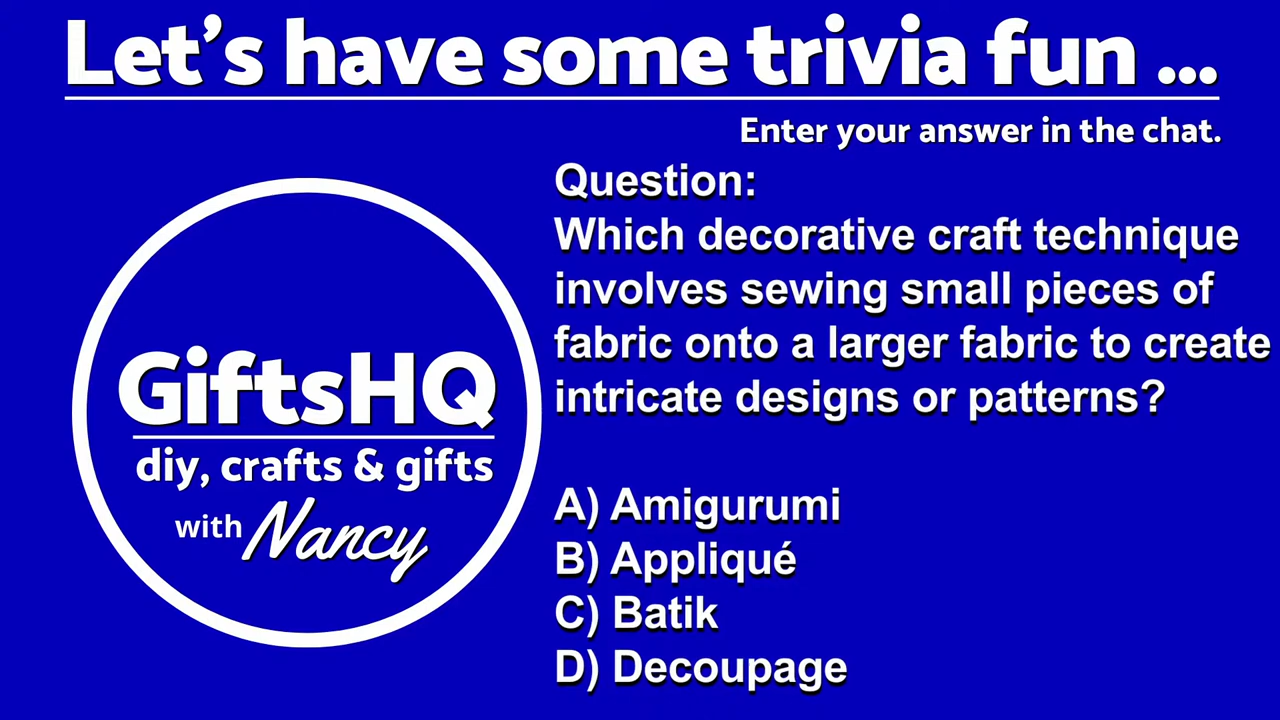 Let's have some trivia fun ...
Enter your answer in the chat.
GiftsHQ
diy, crafts & gifts
with Nancy
Question:
Which decorative craft technique
involves sewing small pieces of
fabric onto a larger fabric to create
intricate designs or patterns?
A) Amigurumi
B) Appliqué
C) Batik
D) Decoupage